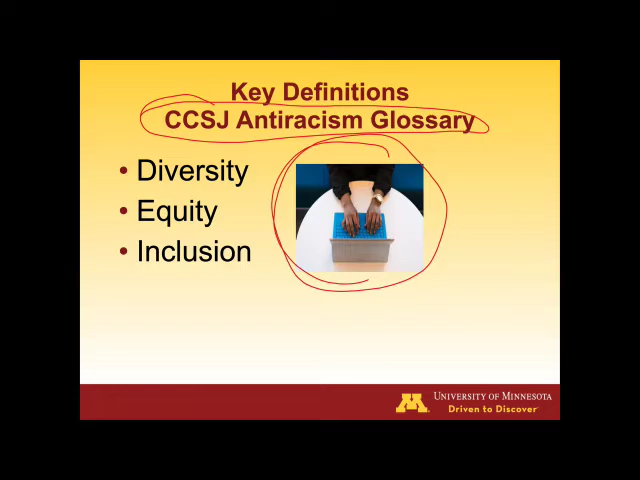 Key Definitions
CCSJ Antiracism Glossary
• Diversity
• Equity
• Inclusion
M
UNIVERSITY OF MINNESOTA
Driven to Discover